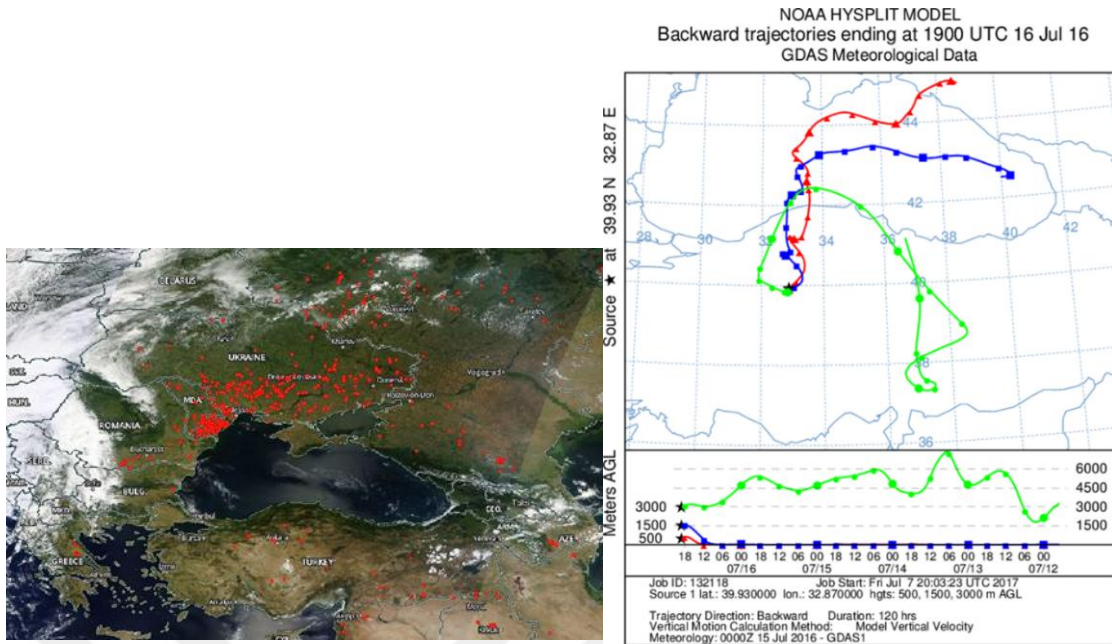 NOAA HYSPLIT MODEL
Backward trajectories ending at 1900 UTC 16 Jul 16
GDAS Meteorological Data
Source ★ at 39.93 N 32.87 E
44
42
30 32 34 36 38 40 42
40
38
36
Meters AGL
6000
4500
3000 3000
1500 1500
500
18 12 06 00 18 12 06 00 18 12 06 00 18 12 06 00 18 12 06 00
07/16 07/15 07/14 07/13 07/12
Job ID: 132118 Job Start: Fri Jul 7 20:03:23 UTC 2017
Source 1 lat.: 39.930000 lon.: 32.870000 hgts: 500, 1500, 3000 m AGL
Trajectory Direction: Backward Duration: 120 hrs
Vertical Motion Calculation Method: Model Vertical Velocity
Meteorology: 0000Z 15 Jul 2016 - GDAS1
BELARUS
UKRAINE
MDA.
ROMANIA
Bucharest
SERB.
BULG.
Istanbul
GREECE
Ankara
TURKEY
GEO.
AZE.
Rostov-on-Don